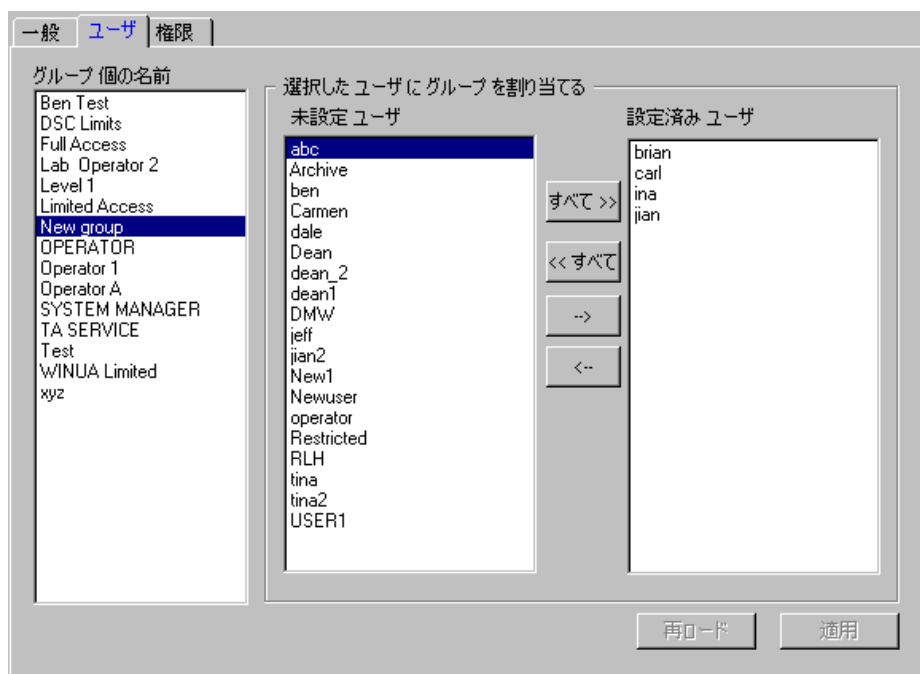 一般 ユーザ 権限
グループ 個の名前
Ben Test
DSC Limits
Full Access
Lab Operator 2
Level 1
Limited Access
New group
OPERATOR
Operator 1
Operator A
SYSTEM MANAGER
TA SERVICE
Test
WINUA Limited
xyz
選択した ユーザ に グループ を割り当てる
未設定 ユーザ
abc
Archive
ben
Carmen
dale
Dean
dean_2
dean1
DMW
jeff
jian2
New1
Newuser
operator
Restricted
RLH
tina
tina2
USER1
すべて >>
<< すべて
-->
<--
設定済み ユーザ
brian
carl
ina
jian
再ロード 適用